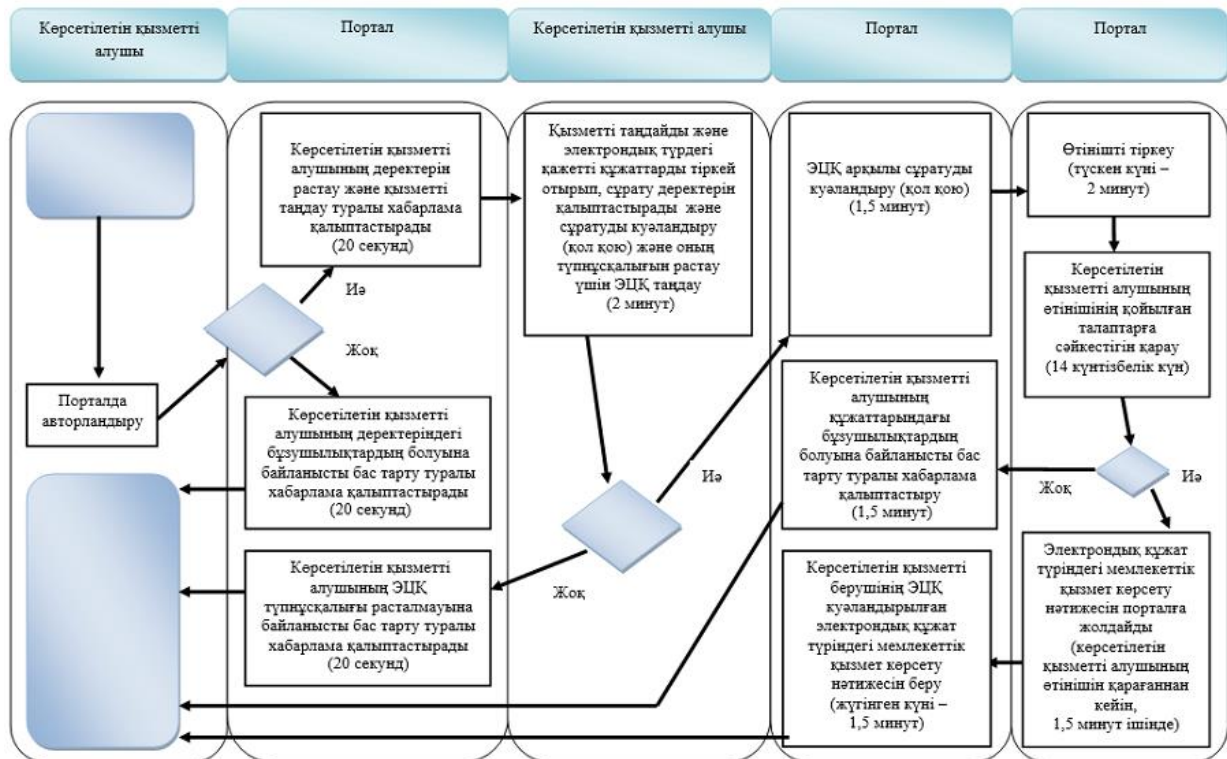 Көрсетілетін қызметті
алушы
Портал
Көрсетілетін қызметті алушы
Портал
Портал
Порталда
авторландыру
Көрсетілетін қызметті
алушының деректерін
растау және қызметті
таңдау туралы хабарлама
қалыптастырады
(20 секунд)
Иә
Жоқ
Көрсетілетін қызметті
алушының деректеріндегі
бұзушылықтардың болуына
байланысты бас тарту туралы
хабарлама қалыптастырады
(20 секунд)
Көрсетілетін қызметті
алушының ЭЦҚ
түпнұсқалығы расталмауына
байланысты бас тарту туралы
хабарлама қалыптастырады
(20 секунд)
Қызметті таңдайды және
электрондық түрдегі
қажетті құжаттарды тіркей
отырып, сұрату деректерін
қалыптастырады және
сұратуды куәландыру
(қол қою) және оның
түпнұсқалығын растау
үшін ЭЦҚ таңдау
(2 минут)
Иә
Жоқ
ЭЦҚ арқылы сұратуды
куәландыру (қол қою)
(1,5 минут)
Көрсетілетін қызметті
алушының
құжаттарындағы
бұзушылықтардың
болуына байланысты бас
тарту туралы хабарлама
қалыптастыру
(1,5 минут)
Көрсетілетін қызметті
берушінің ЭЦҚ
куәландырылған
электрондық құжат
түріндегі мемлекеттік
қызмет көрсету
нәтижесін беру
(жүгінген күні –
1,5 минут)
Өтінішті тіркеу
(түскен күні –
2 минут)
Көрсетілетін
қызметті алушының
өтінішінің қойылған
талаптарға
сәйкестігін қарау
(14 күнтізбелік күн)
Жоқ
Иә
Электрондық құжат
түріндегі мемлекеттік
қызмет көрсету
нәтижесін порталға
жолдайды
(көрсетілетін
қызметті алушының
өтінішін қарағаннан
кейін,
1,5 минут ішінде)